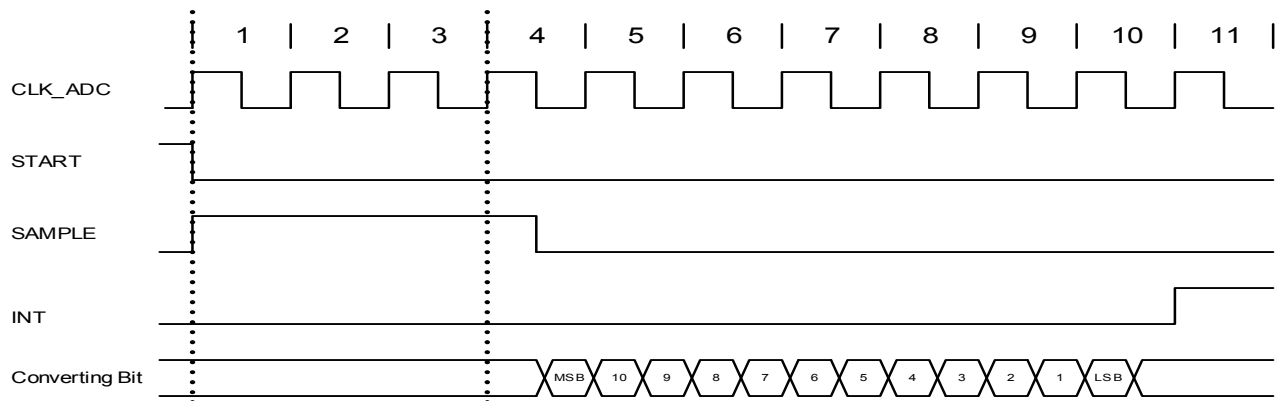 1 2 3 4 5 6 7 8 9 10 11
CLK_ADC
START
SAMPLE
INT
Converting Bit MSB 10 9 8 7 6 5 4 3 2 1 LSB